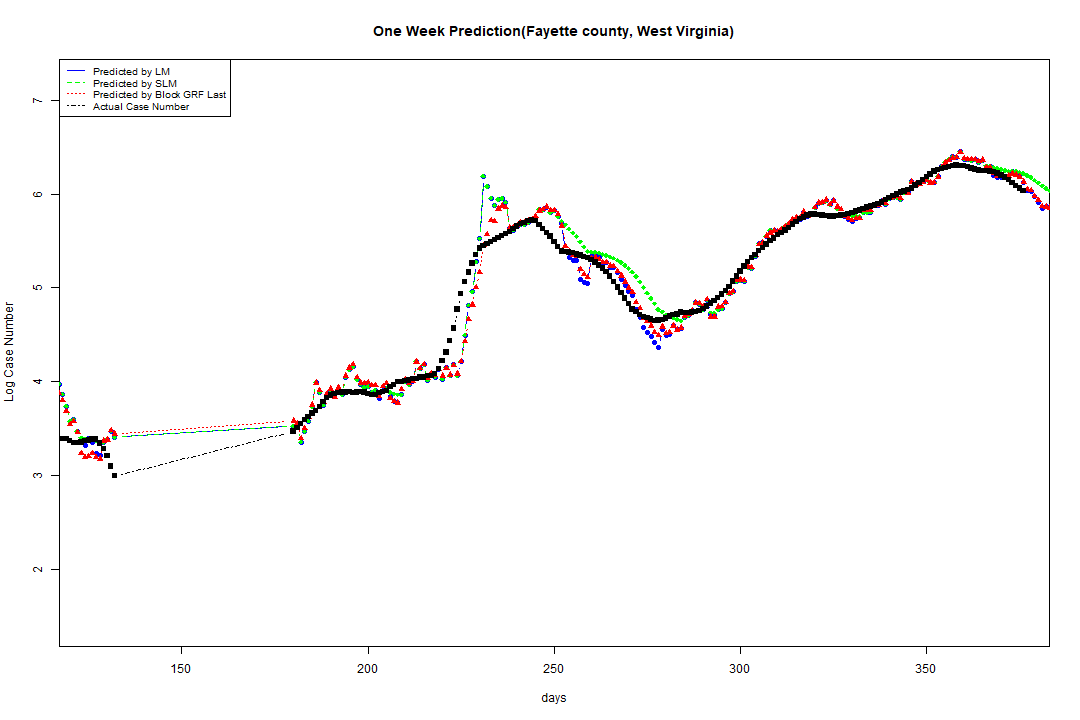 One Week Prediction(Fayette county, West Virginia)
Predicted by LM
Predicted by SLM
Predicted by Block GRF Last
Actual Case Number
7
6
5
4
3
2
Log Case Number
150 200 250 300 350
days